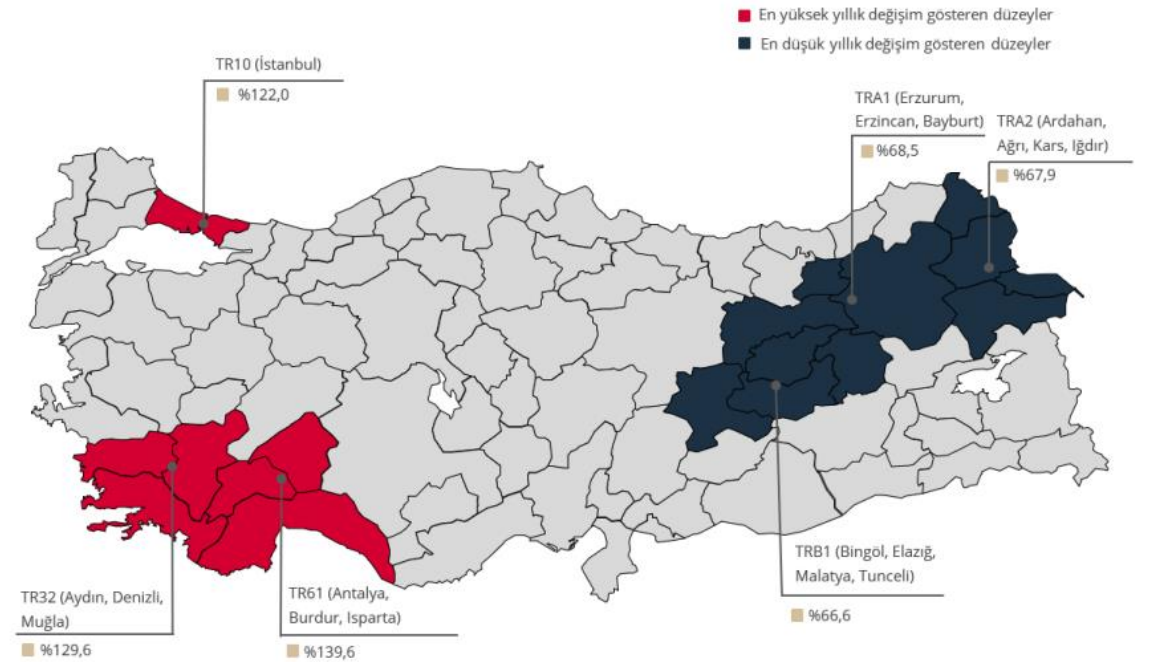 En yüksek yıllık değişim gösteren düzeyler
En düşük yıllık değişim gösteren düzeyler
TR10 (İstanbul)
%122,0
TRA1 (Erzurum,
Erzincan, Bayburt)
%68,5
TRA2 (Ardahan,
Ağrı, Kars, Iğdır)
%67,9
TRB1 (Bingöl, Elazığ,
Malatya, Tunceli)
%66,6
TR32 (Aydın, Denizli,
Muğla)
%129,6
TR61 (Antalya,
Burdur, Isparta)
%139,6